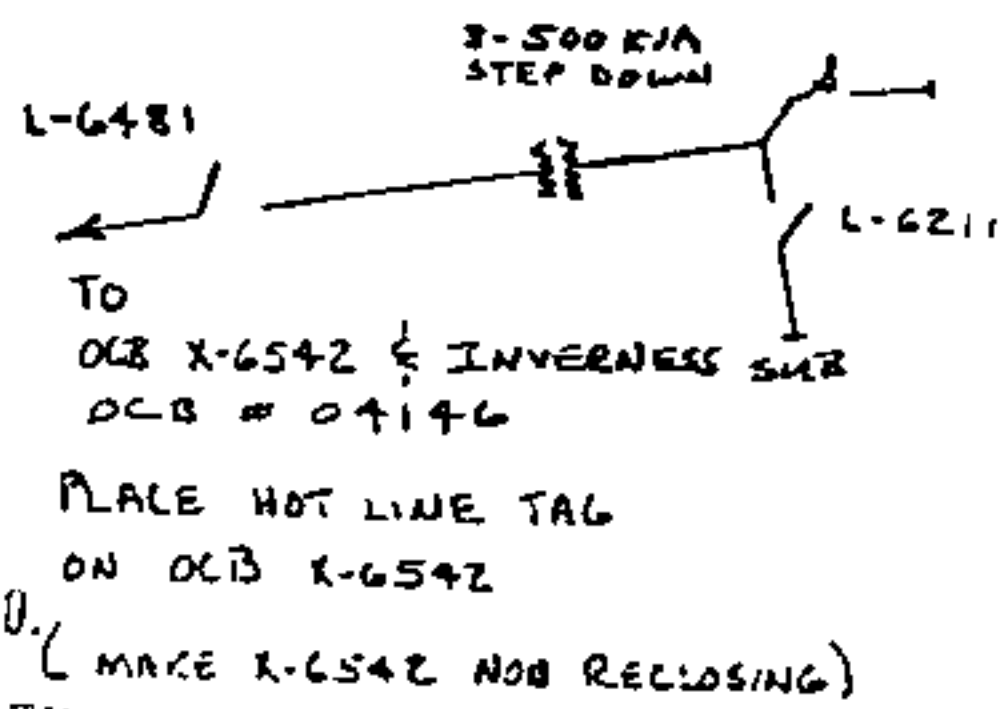 3-500 KVA
STEP DOWN
L-6481
L-6211
TO
OCB X-6542 & INVERNESS SUB
OCB # 04146
PLACE HOT LINE TAG
ON OCB X-6542
(MAKE X-6542 NON RECLOSING)